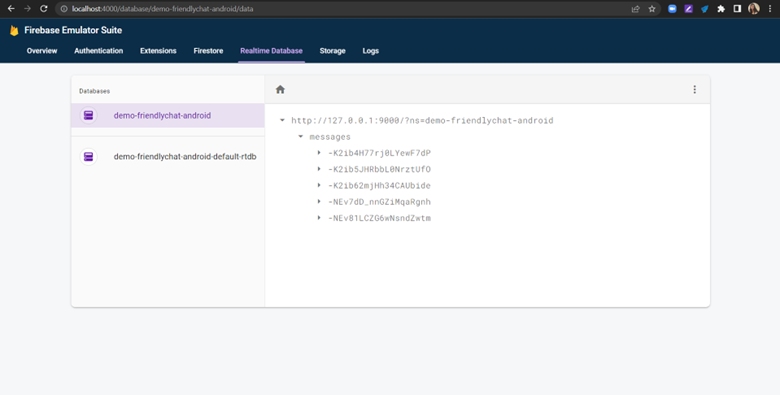 localhost:4000/database/demo-friendlychat-android/data
Firebase Emulator Suite
Overview Authentication Extensions Firestore Realtime Database Storage Logs
Databases
demo-friendlychat-android
demo-friendlychat-android-default-rtdb
http://127.0.0.1:9000/?ns=demo-friendlychat-android
messages
-K2ib4H77rj0LYewF7dP
-K2ib5JHRbbL0NrztUfO
-K2ib62mjHh34CAUbide
-NEv7dD_nnGZiMqaRgnh
-NEv81LCZG6wNsndZwtm